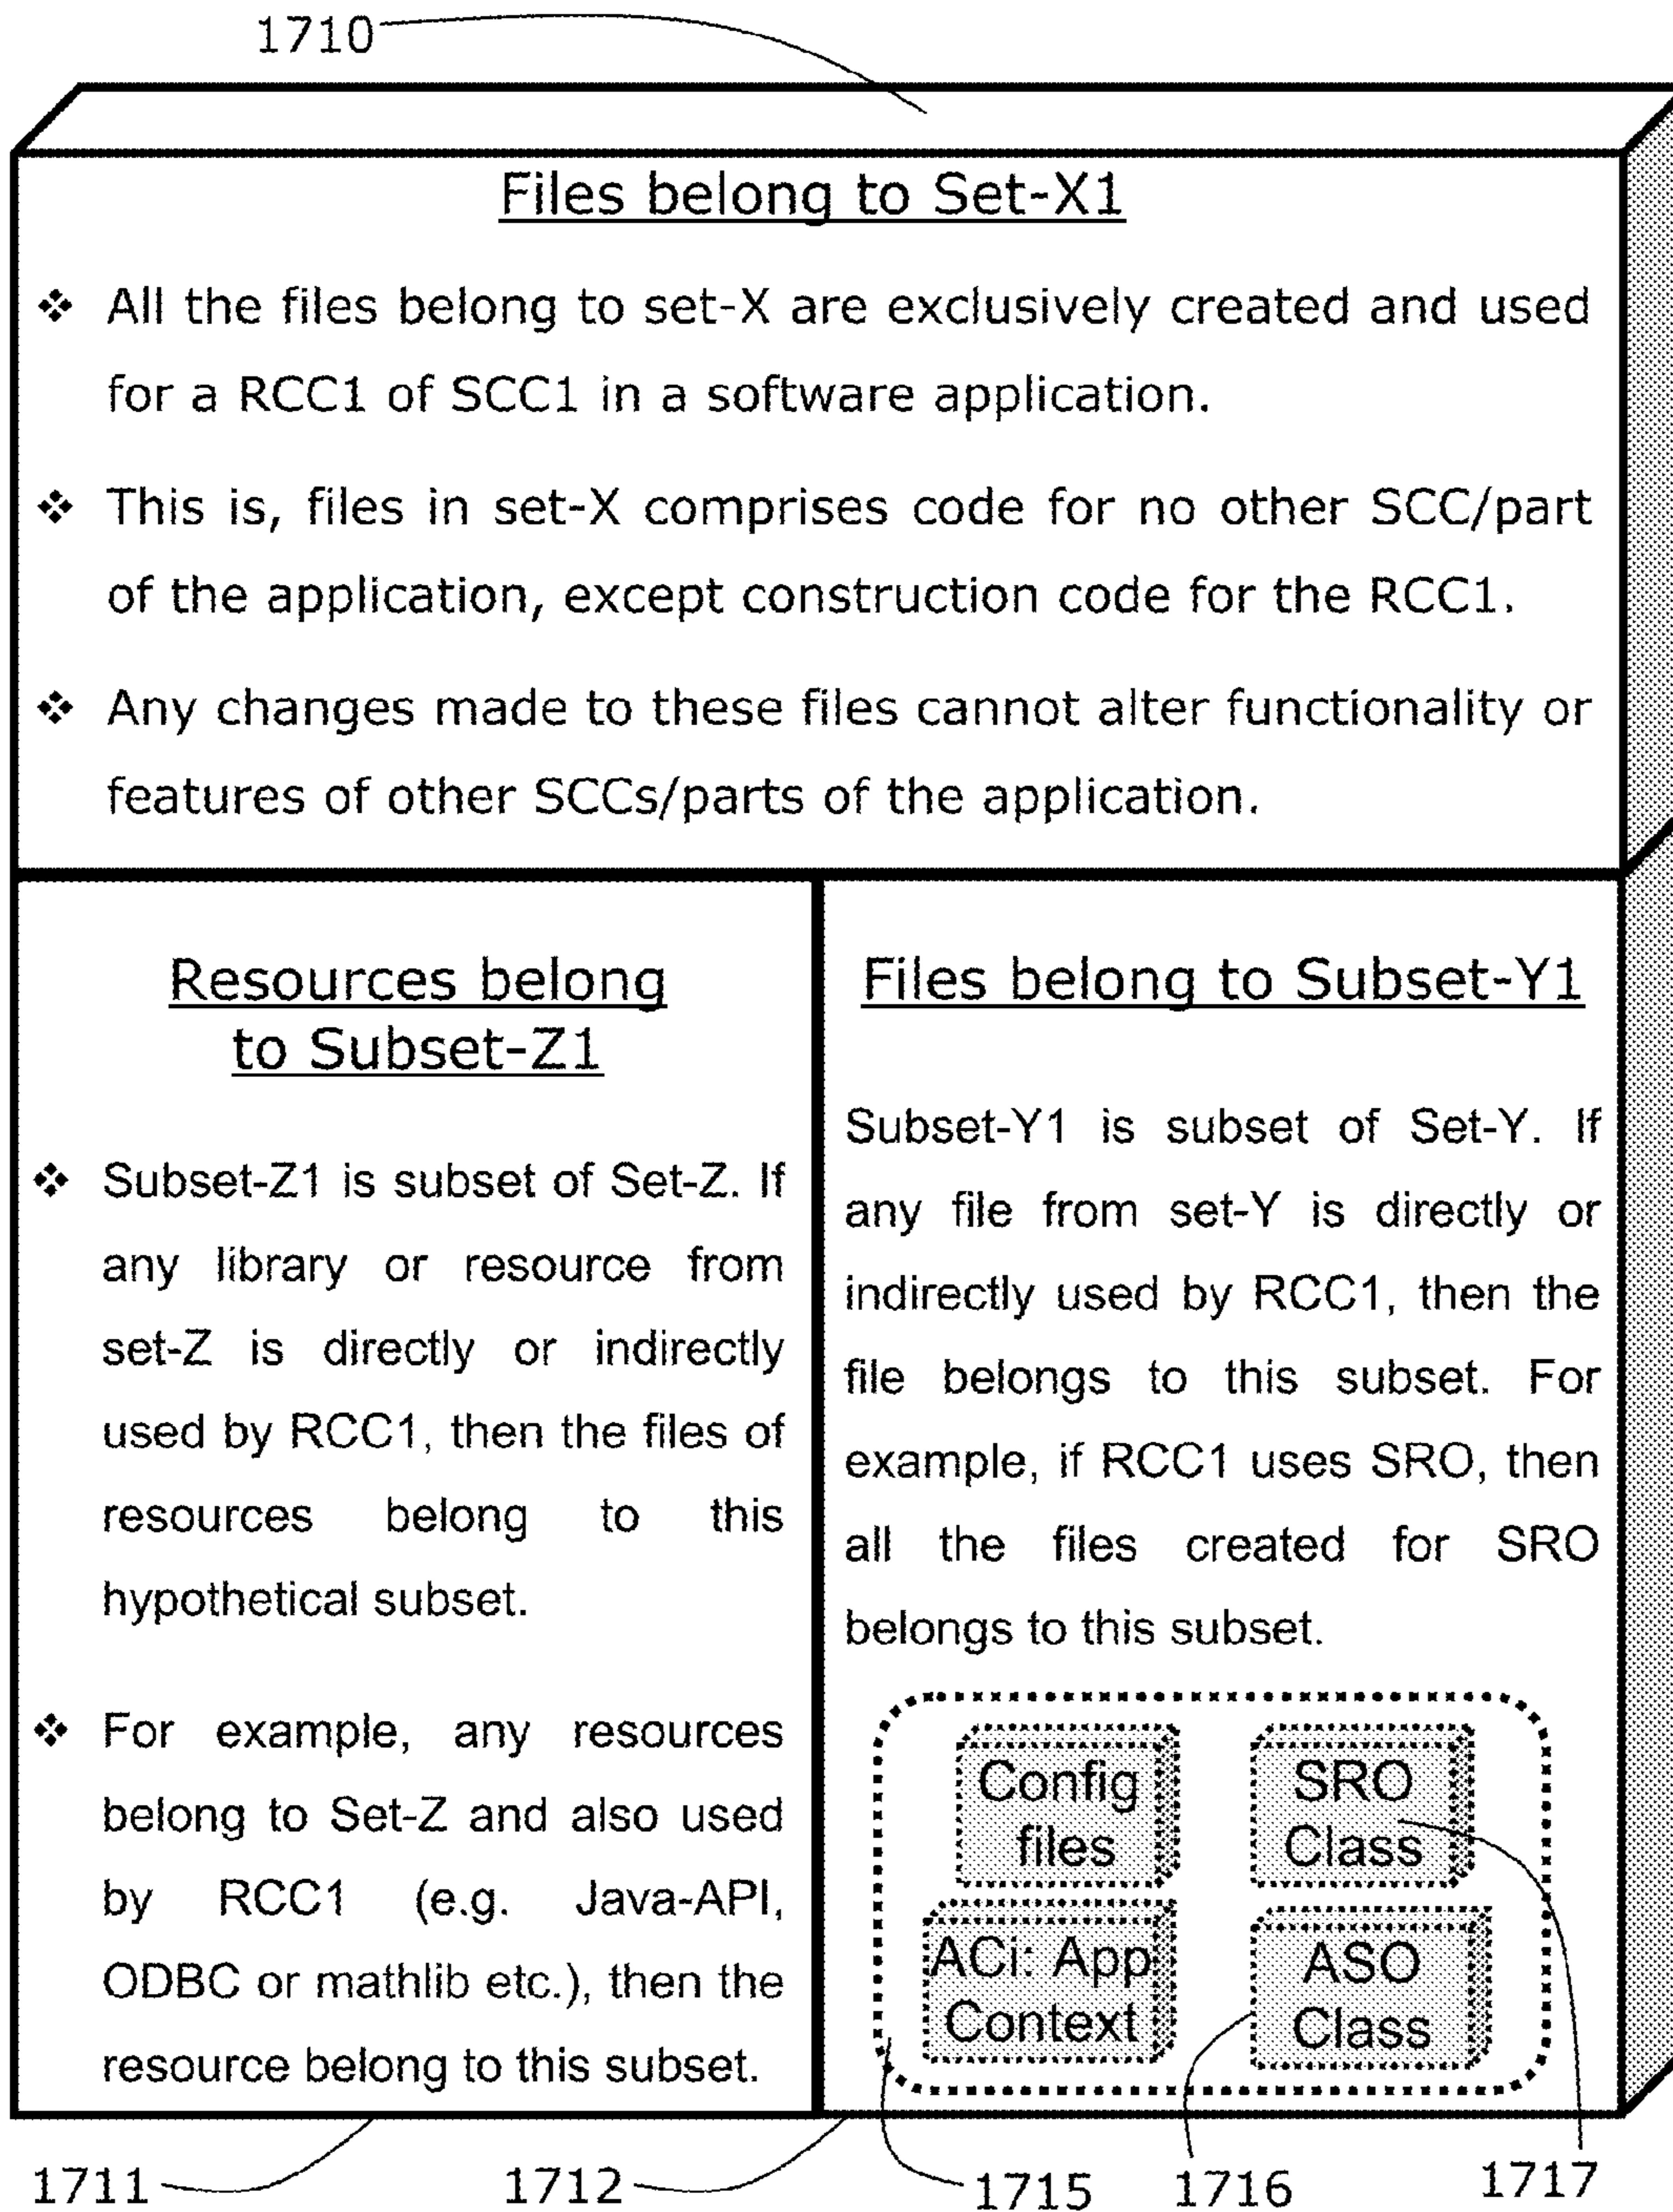 1710
Files belong to Set-X1
❖ All the files belong to set-X are exclusively created and used
for a RCC1 of SCC1 in a software application.
❖ This is, files in set-X comprises code for no other SCC/part
of the application, except construction code for the RCC1.
❖ Any changes made to these files cannot alter functionality or
features of other SCCs/parts of the application.
Resources belong
to Subset-Z1
❖ Subset-Z1 is subset of Set-Z. If
any library or resource from
set-Z is directly or indirectly
used by RCC1, then the files of
resources belong to this
hypothetical subset.
❖ For example, any resources
belong to Set-Z and also used
by RCC1 (e.g. Java-API,
ODBC or mathlib etc.), then the
resource belong to this subset.
Files belong to Subset-Y1
Subset-Y1 is subset of Set-Y. If
any file from set-Y is directly or
indirectly used by RCC1, then the
file belongs to this subset. For
example, if RCC1 uses SRO, then
all the files created for SRO
belongs to this subset.
Config
files
SRO
Class
ACi: App
Context
ASO
Class
1711
1712
1715
1716
1717